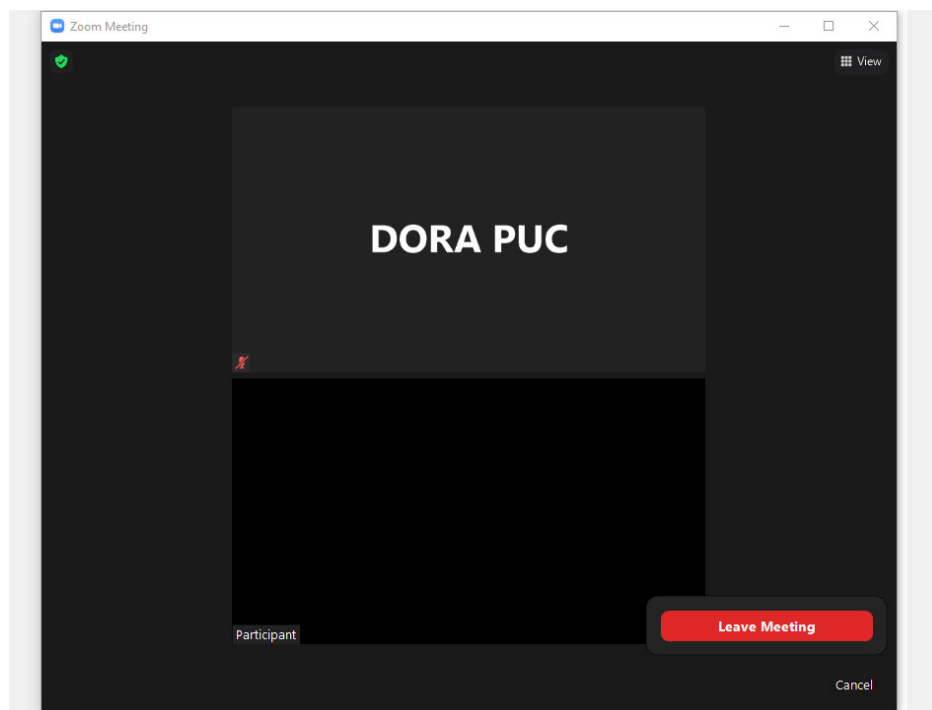 Zoom Meeting
View
DORA PUC
Participant
Leave Meeting
Cancel